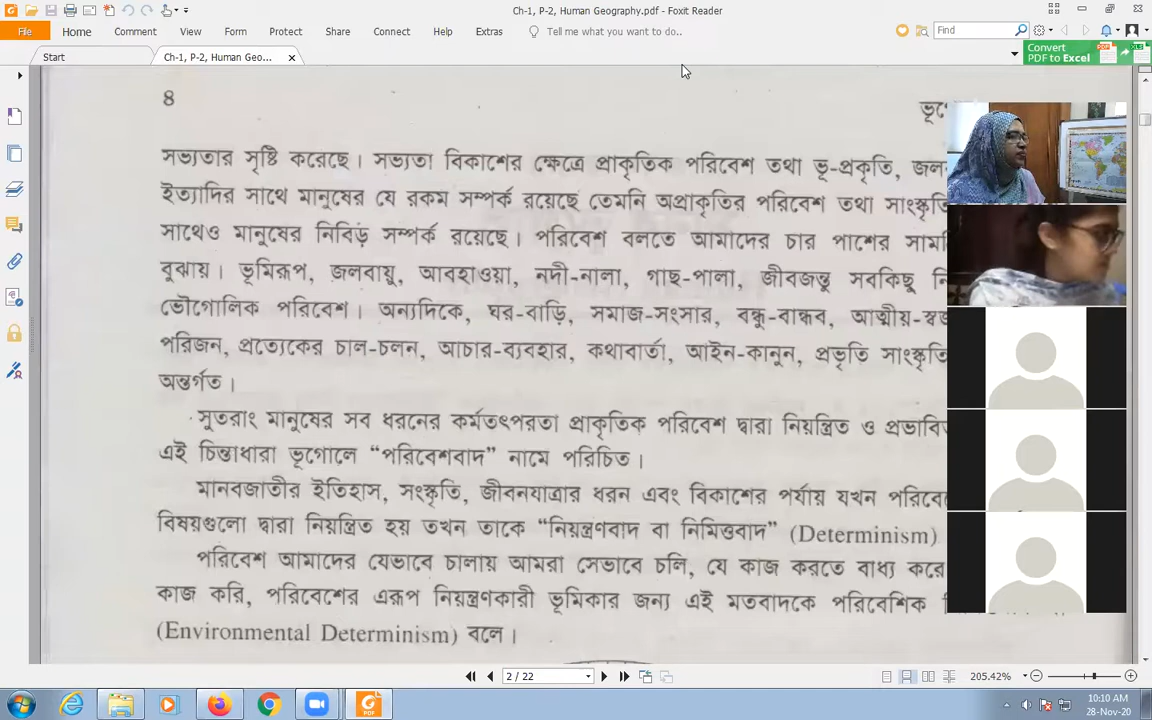 Ch-1, P-2, Human Geography.pdf - Foxit Reader
File Home Comment View Form Protect Share Connect Help Extras Tell me what you want to do.. Find
Start Ch-1, P-2, Human Geo... Convert
PDF to Excel
৪
সভ্যতার সৃষ্টি করেছে। সভ্যতা বিকাশের ক্ষেত্রে প্রাকৃতিক পরিবেশ তথা ভূ-প্রকৃতি, জল
ইত্যাদির সাথে মানুষের যে রকম সম্পর্ক রয়েছে তেমনি অপ্রাকৃতির পরিবেশ তথা সাংস্কৃতি
সাথেও মানুষের নিবিড় সম্পর্ক রয়েছে। পরিবেশ বলতে আমাদের চার পাশের সামা
বুঝায়। ভূমিরূপ, জলবায়ু, আবহাওয়া, নদী-নালা, গাছ-পালা, জীবজন্তু সবকিছু নি
ভৌগোলিক পরিবেশ। অন্যদিকে, ঘর-বাড়ি, সমাজ-সংসার, বন্ধু-বান্ধব, আত্মীয়-স্বজ
পরিজন, প্রত্যেকের চাল-চলন, আচার-ব্যবহার, কথাবার্তা, আইন-কানুন, প্রভৃতি সাংস্কৃতি
অন্তর্গত।
সুতরাং মানুষের সব ধরনের কর্মতৎপরতা প্রাকৃতিক পরিবেশ দ্বারা নিয়ন্ত্রিত ও প্রভাবিত
এই চিন্তাধারা ভূগোলে “পরিবেশবাদ” নামে পরিচিত।
মানবজাতীর ইতিহাস, সংস্কৃতি, জীবনযাত্রার ধরন এবং বিকাশের পর্যায় যখন পরিবে
বিষয়গুলো দ্বারা নিয়ন্ত্রিত হয় তখন তাকে “নিয়ন্ত্রণবাদ বা নিমিত্তবাদ” (Determinism)
পরিবেশ আমাদের যেভাবে চালায় আমরা সেভাবে চলি, যে কাজ করতে বাধ্য করে
কাজ করি, পরিবেশের এরূপ নিয়ন্ত্রণকারী ভূমিকার জন্য এই মতবাদকে পরিবেশিক
(Environmental Determinism) বলে।
2 / 22 205.42%
10:10 AM
28-Nov-20